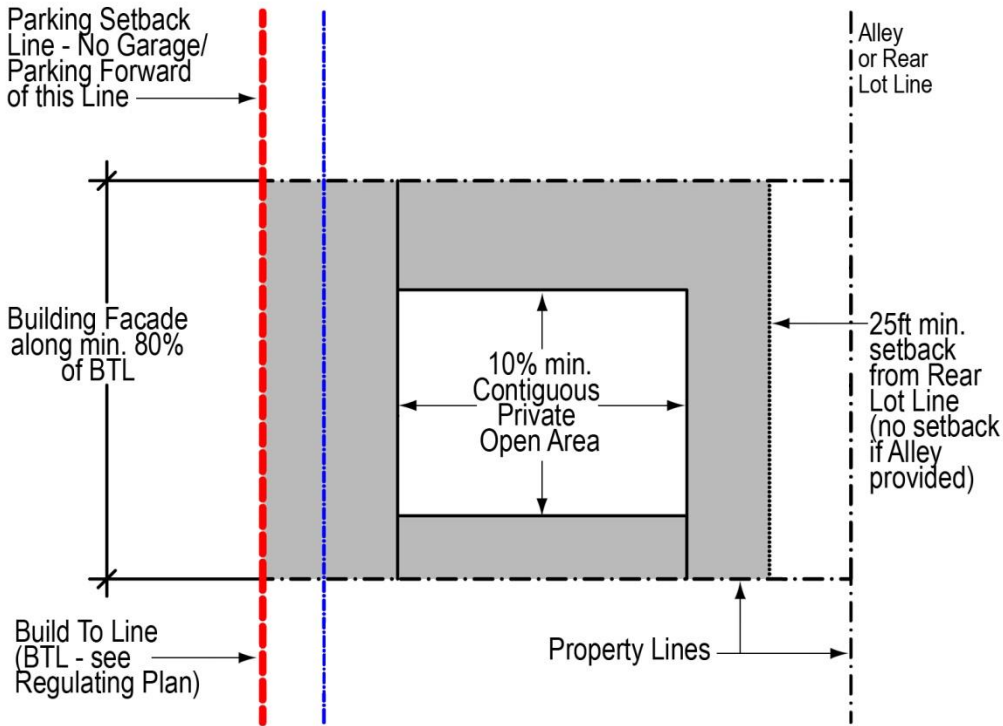 Parking Setback
Line - No Garage/
Parking Forward
of this Line
Alley
or Rear
Lot Line
Building Facade
along min. 80%
of BTL
10% min.
Contiguous
Private
Open Area
25ft min.
setback
from Rear
Lot Line
(no setback
if Alley
provided)
Build To Line
(BTL - see
Regulating Plan)
Property Lines